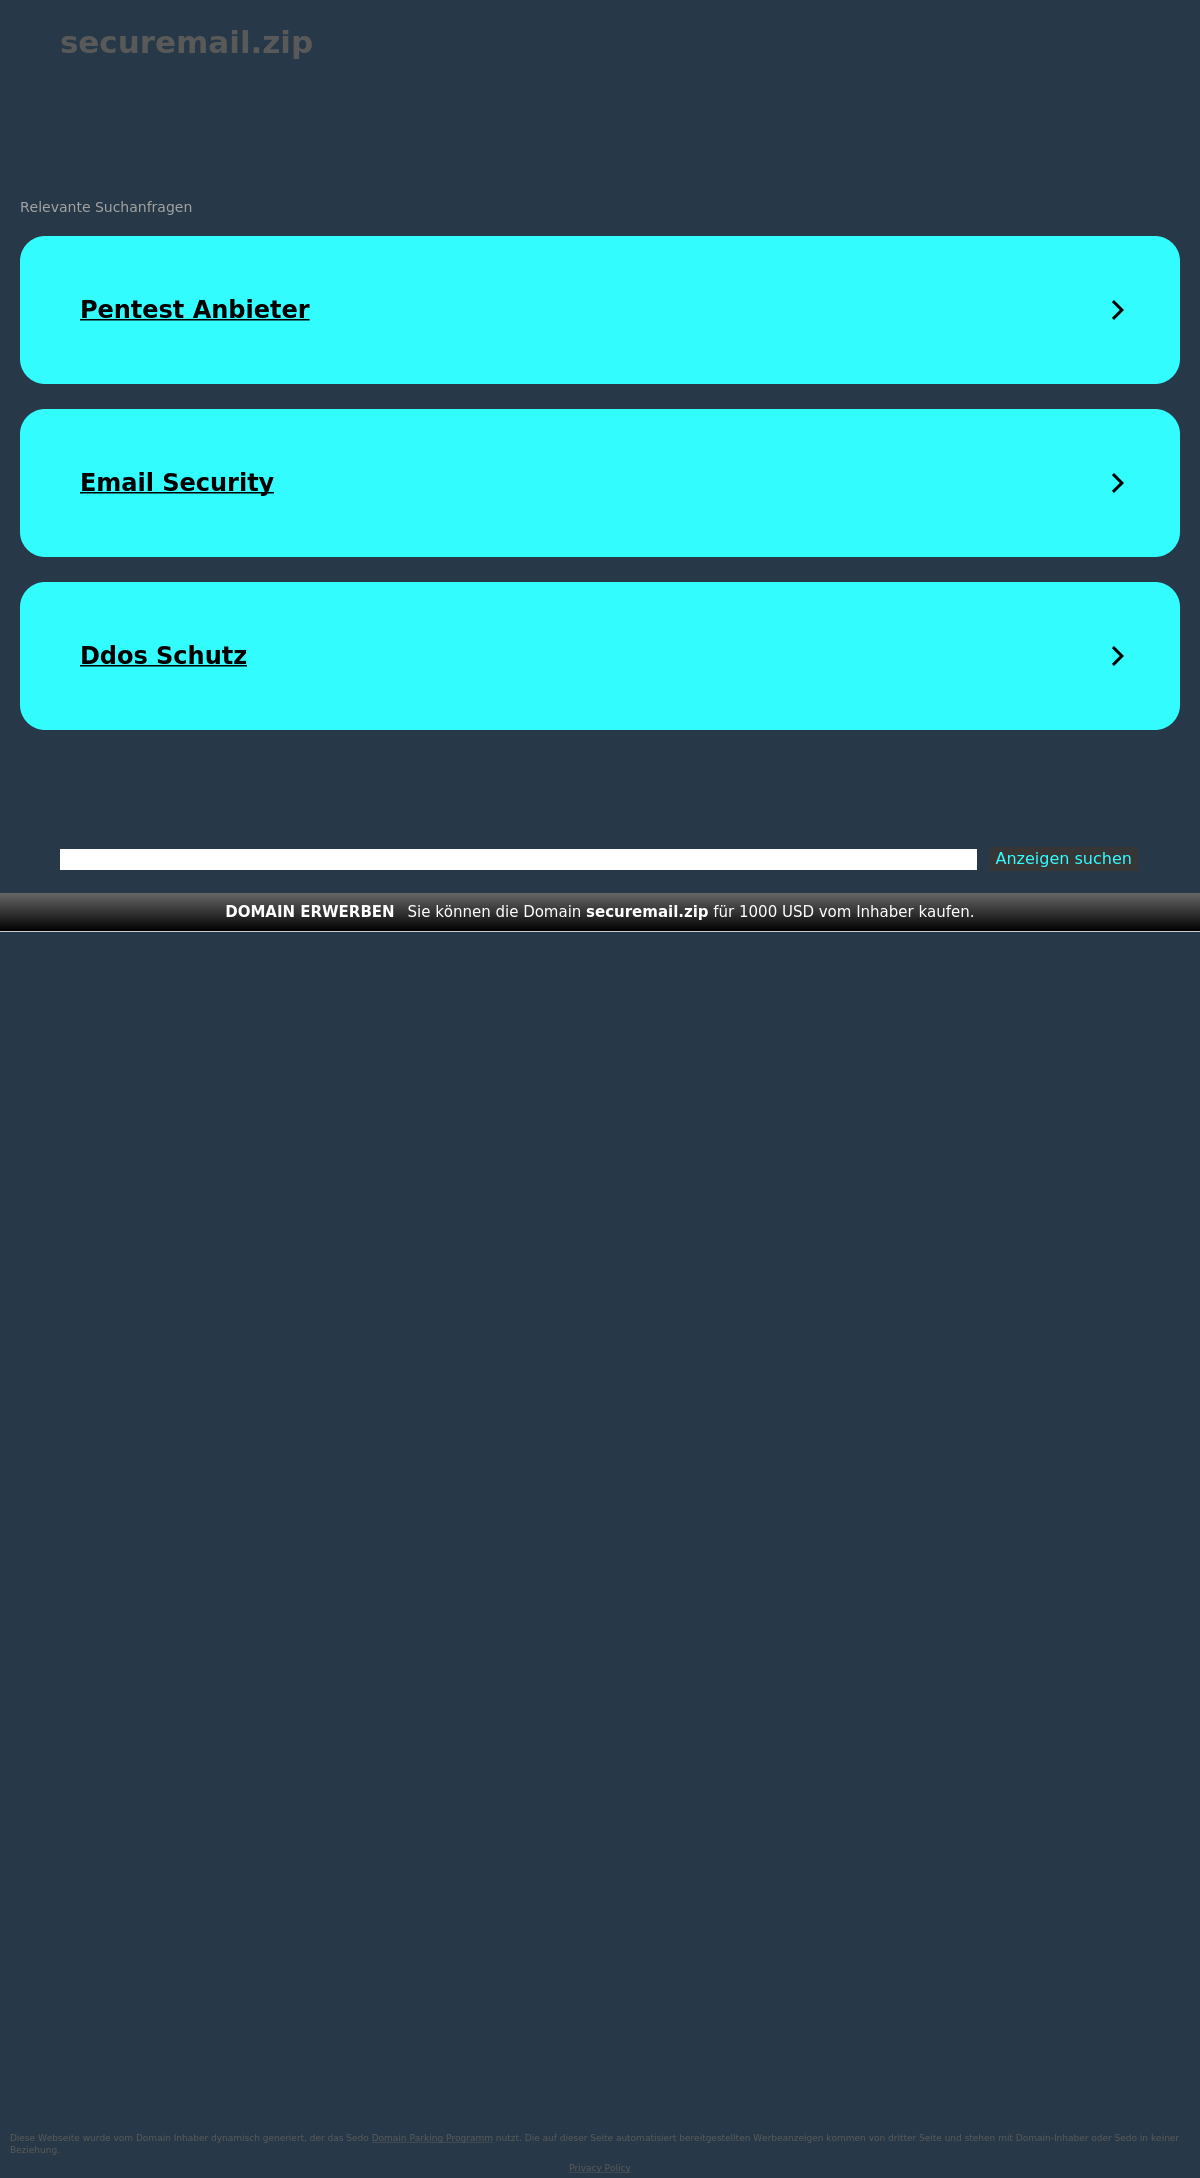 securemail.zip
Relevante Suchanfragen
Pentest Anbieter
Email Security
Ddos Schutz
Anzeigen suchen
DOMAIN ERWERBEN Sie können die Domain securemail.zip für 1000 USD vom Inhaber kaufen.
Diese Webseite wurde vom Domain Inhaber dynamisch generiert, der das Sedo Domain Parking Programm nutzt. Die auf dieser Seite automatisiert bereitgestellten Werbeanzeigen kommen von dritter Seite und stehen mit Domain-Inhaber oder Sedo in keiner
Beziehung.
Privacy Policy